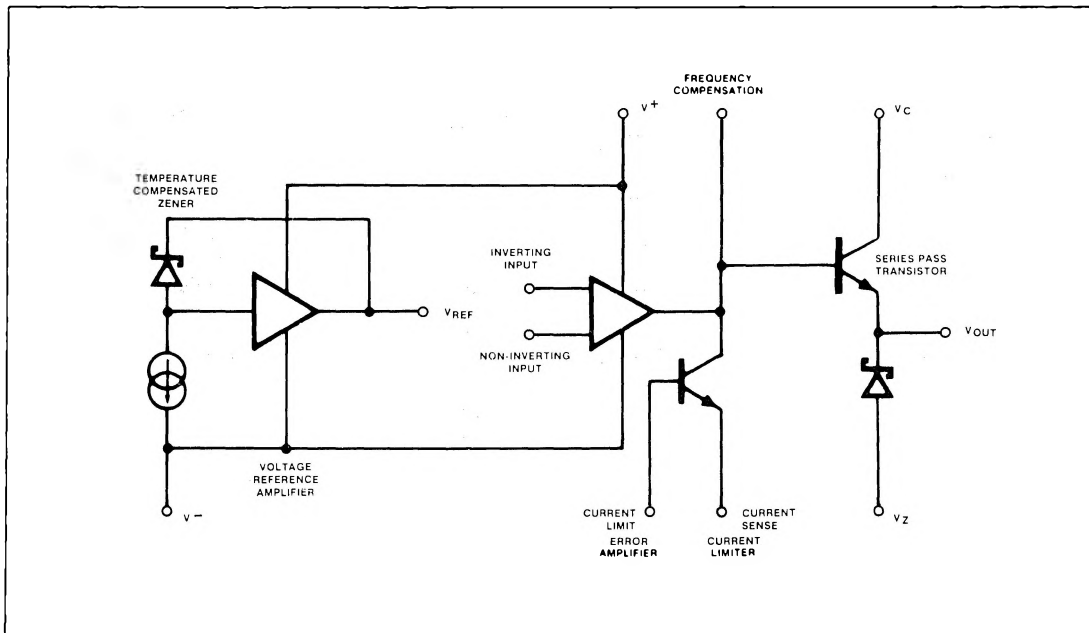 FREQUENCY
COMPENSATION
V+
VC
TEMPERATURE
COMPENSATED
ZENER
INVERTING
INPUT
SERIES PASS
TRANSISTOR
VREF
VOUT
NON-INVERTING
INPUT
VOLTAGE
REFERENCE
AMPLIFIER
V−
CURRENT
LIMIT
ERROR
AMPLIFIER
CURRENT
SENSE
CURRENT
LIMITER
VZ